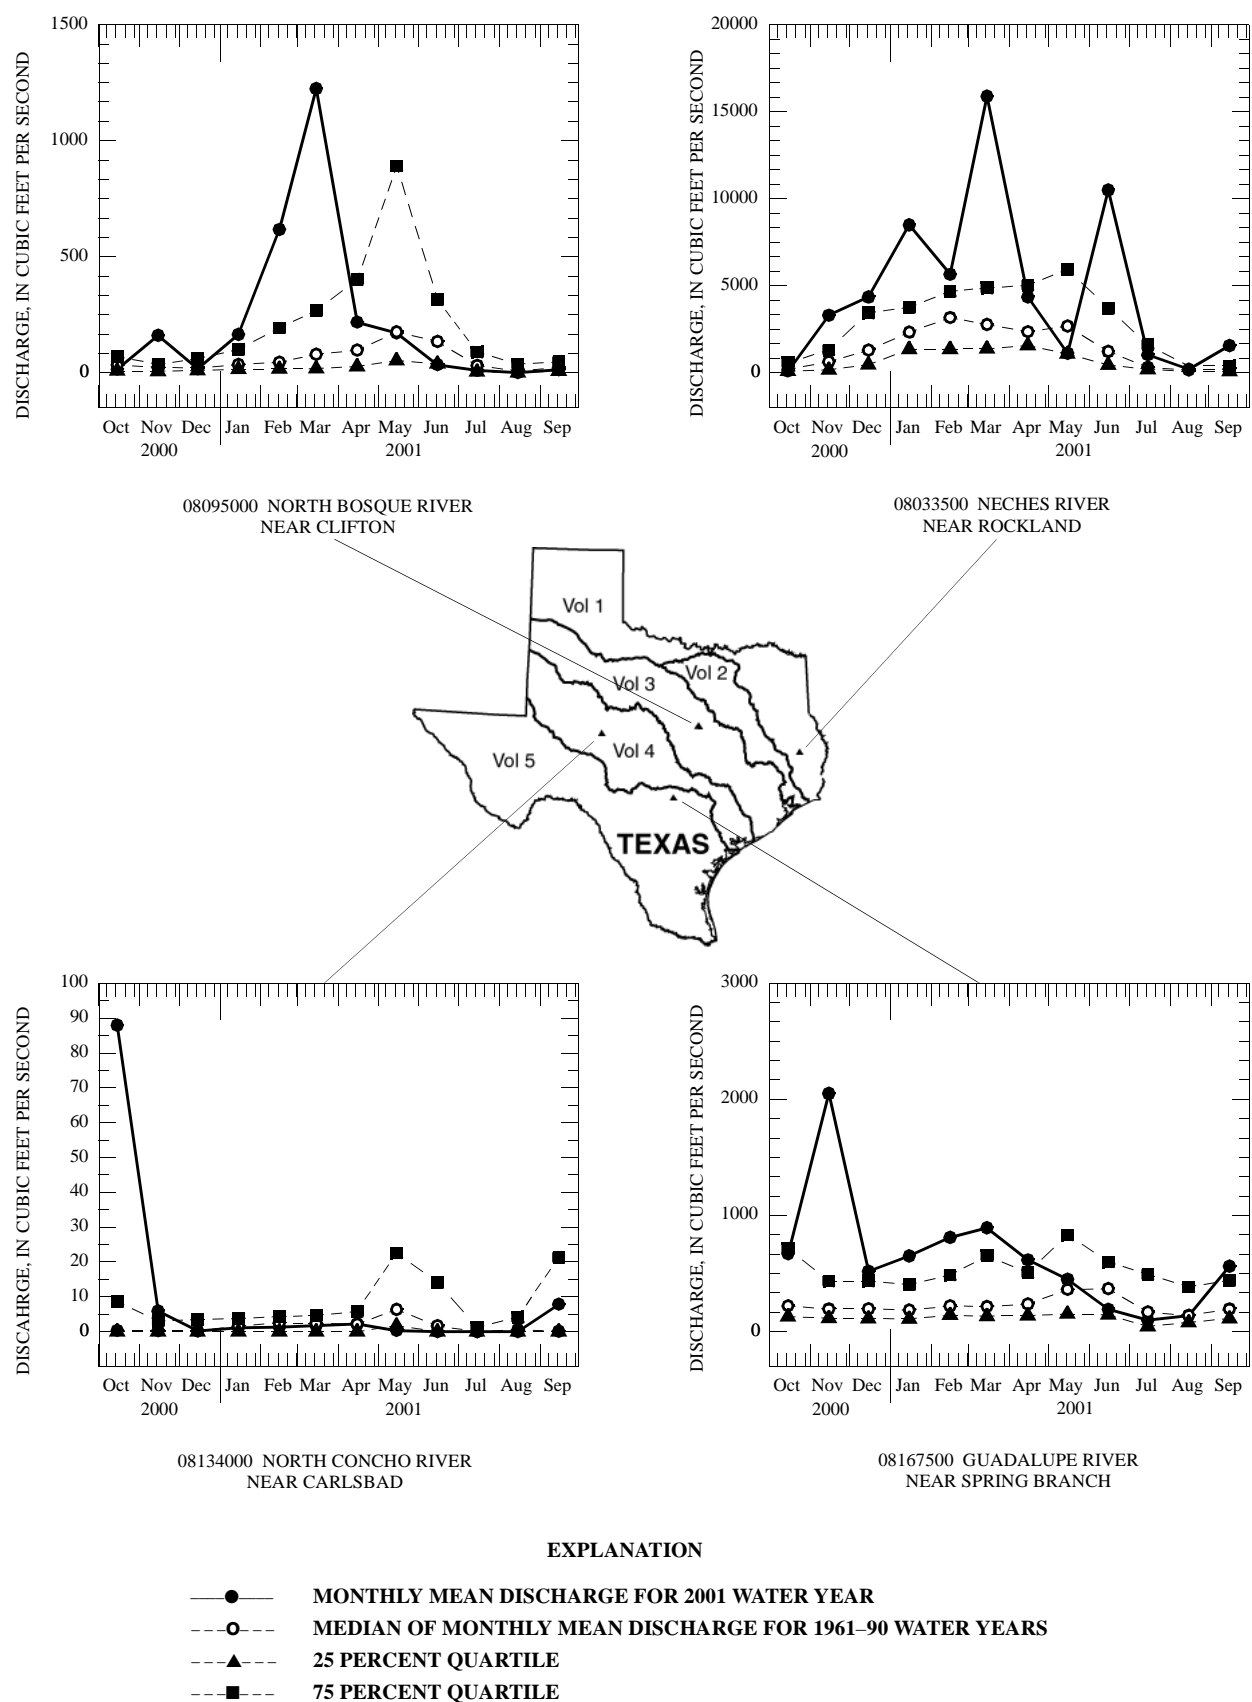 1500
1000
500
0
DISCHARGE, IN CUBIC FEET PER SECOND
Oct Nov Dec Jan Feb Mar Apr May Jun Jul Aug Sep
2000 2001
08095000 NORTH BOSQUE RIVER
NEAR CLIFTON
20000
15000
10000
5000
0
DISCHARGE, IN CUBIC FEET PER SECOND
Oct Nov Dec Jan Feb Mar Apr May Jun Jul Aug Sep
2000 2001
08033500 NECHES RIVER
NEAR ROCKLAND
Vol 1
Vol 2
Vol 3
Vol 4
Vol 5
TEXAS
100
90
80
70
60
50
40
30
20
10
0
DISCAHRGE, IN CUBIC FEET PER SECOND
Oct Nov Dec Jan Feb Mar Apr May Jun Jul Aug Sep
2000 2001
08134000 NORTH CONCHO RIVER
NEAR CARLSBAD
3000
2000
1000
0
DISCHARGE, IN CUBIC FEET PER SECOND
Oct Nov Dec Jan Feb Mar Apr May Jun Jul Aug Sep
2000 2001
08167500 GUADALUPE RIVER
NEAR SPRING BRANCH
EXPLANATION
MONTHLY MEAN DISCHARGE FOR 2001 WATER YEAR
MEDIAN OF MONTHLY MEAN DISCHARGE FOR 1961–90 WATER YEARS
25 PERCENT QUARTILE
75 PERCENT QUARTILE